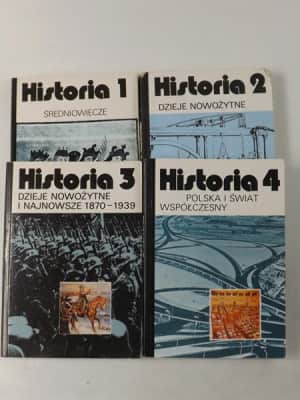 Historia 1
ŚREDNIOWIECZE
Historia 2
DZIEJE NOWOŻYTNE
Historia 3
DZIEJE NOWOŻYTNE
I NAJNOWSZE 1870-1939
Historia 4
POLSKA I ŚWIAT
WSPÓŁCZESNY